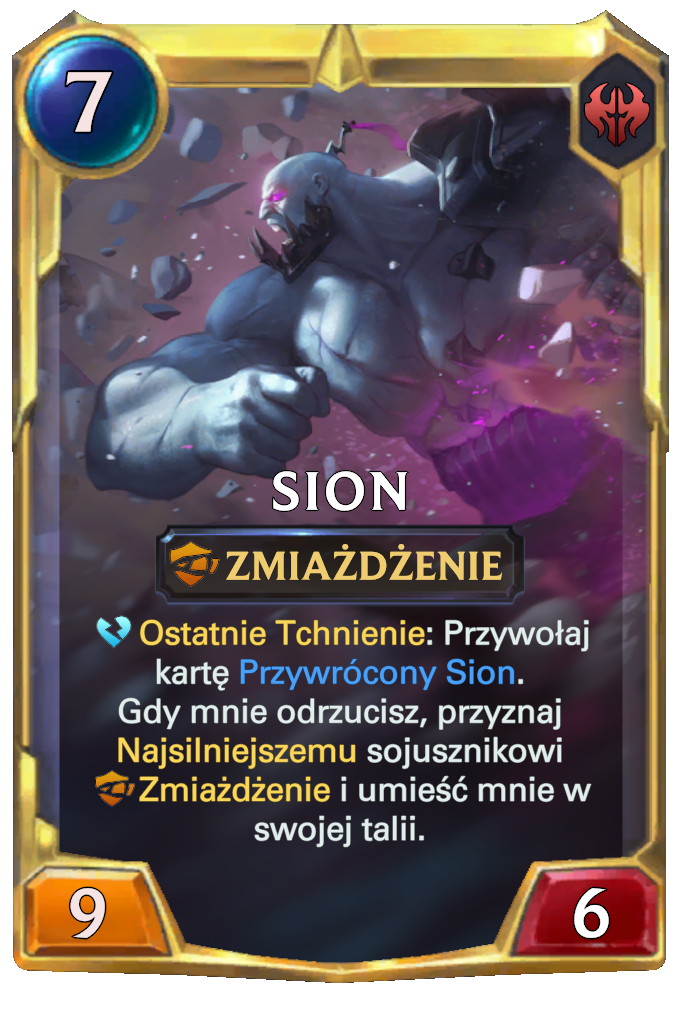 7
SION
ZMIAŻDŻENIE
Ostatnie Tchnienie: Przywołaj
kartę Przywrócony Sion.
Gdy mnie odrzucisz, przyznaj
Najsilniejszemu sojusznikowi
Zmiażdżenie i umieść mnie w
swojej talii.
9
6